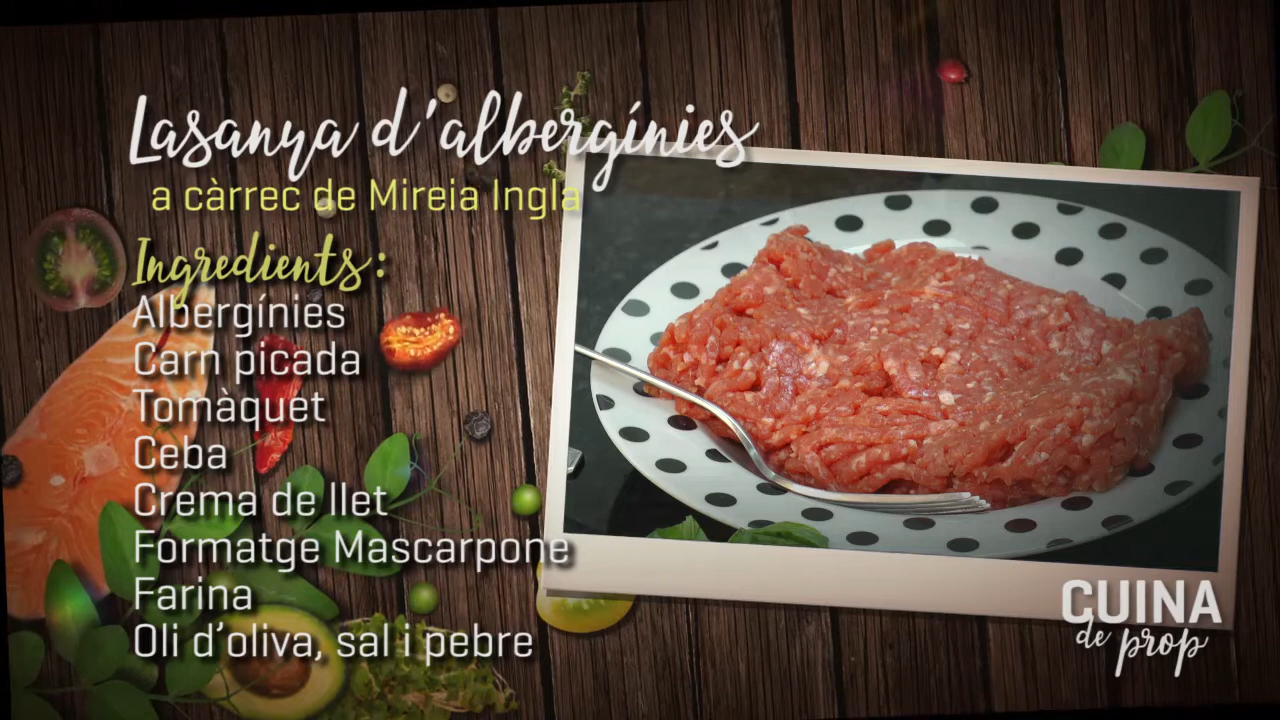 Lasanya d'albergínies
a càrrec de Mireia Ingla
Ingredients:
Albergínies
Carn picada
Tomàquet
Ceba
Crema de llet
Formatge Mascarpone
Farina
Oli d'oliva, sal i pebre
CUINA
de prop